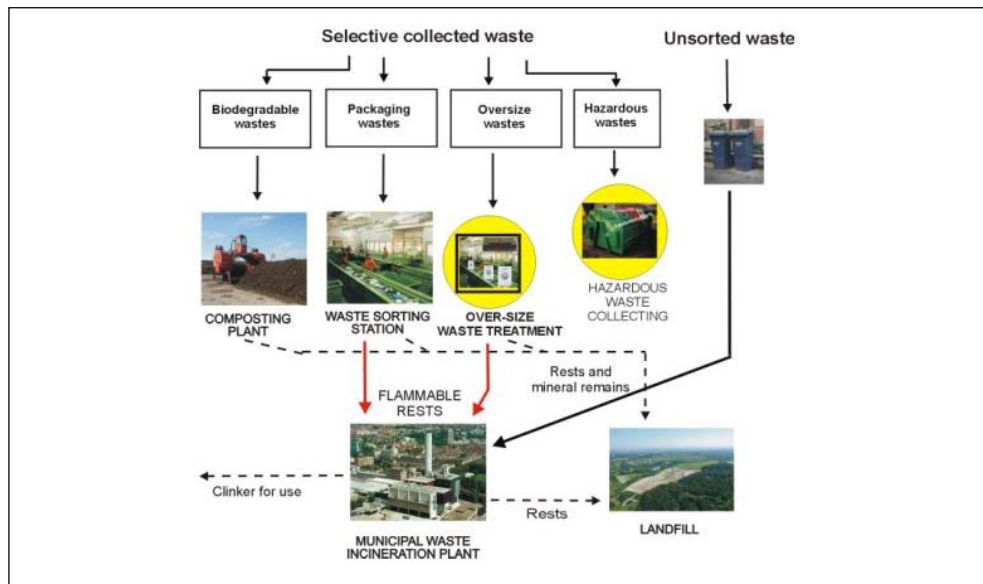 Selective collected waste
Unsorted waste
Biodegradable
wastes
Packaging
wastes
Oversize
wastes
Hazardous
wastes
COMPOSTING
PLANT
WASTE SORTING
STATION
OVER-SIZE
WASTE TREATMENT
HAZARDOUS
WASTE
COLLECTING
Rests and
mineral remains
FLAMMABLE
RESTS
Clinker for use
Rests
MUNICIPAL WASTE
INCINERATION PLANT
LANDFILL